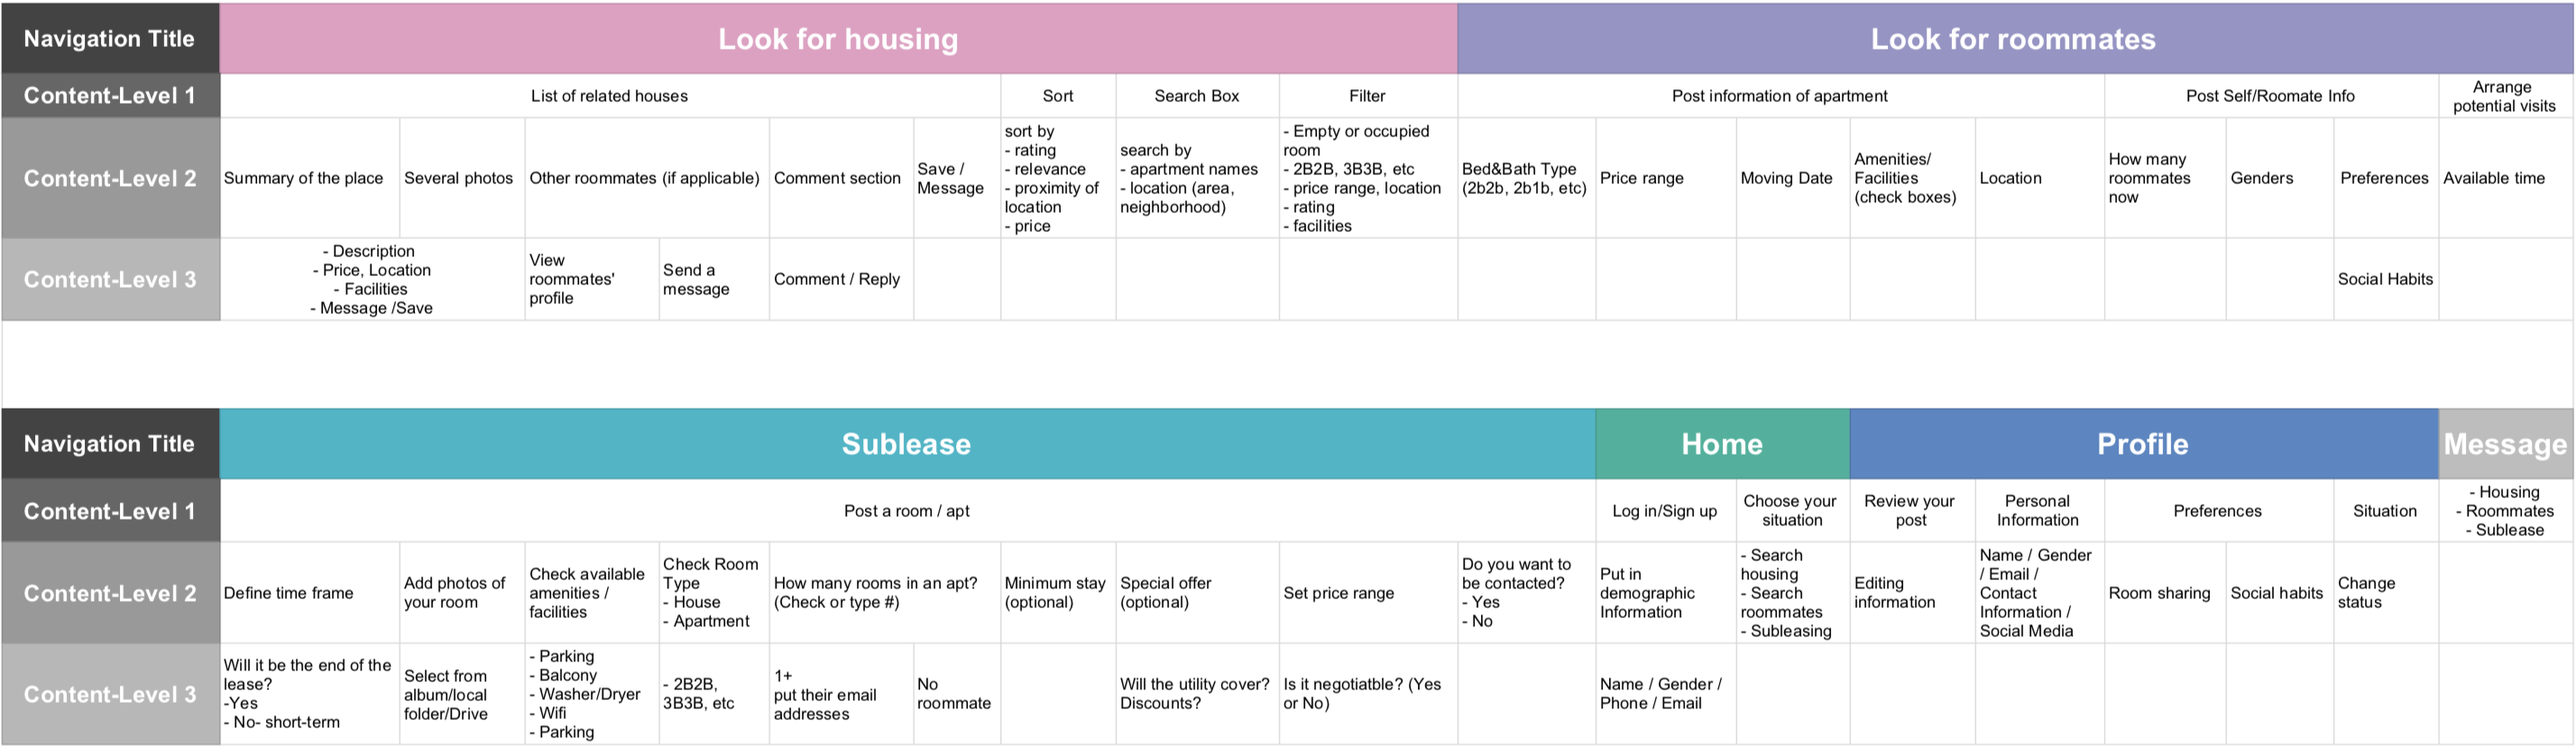 Navigation Title
Look for housing
Look for roommates
Content-Level 1
List of related houses
Sort
Search Box
Filter
Post information of apartment
Post Self/Roomate Info
Arrange
potential visits
Content-Level 2
Summary of the place
Several photos
Other roommates (if applicable)
Comment section
Save /
Message
sort by
- rating
- relevance
- proximity of
location
- price
search by
- apartment names
- location (area,
neighborhood)
- Empty or occupied
room
- 2B2B, 3B3B, etc
- price range, location
- rating
- facilities
Bed&Bath Type
(2b2b, 2b1b, etc)
Price range
Moving Date
Amenities/
Facilities
(check boxes)
Location
How many
roommates
now
Genders
Preferences
Available time
Content-Level 3
- Description
- Price, Location
- Facilities
- Message /Save
View
roommates'
profile
Send a
message
Comment / Reply
Social Habits
Navigation Title
Sublease
Home
Profile
Message
Content-Level 1
Post a room / apt
Log in/Sign up
Choose your
situation
Review your
post
Personal
Information
Preferences
Situation
- Housing
- Roommates
- Sublease
Content-Level 2
Define time frame
Add photos of
your room
Check available
amenities /
facilities
Check Room
Type
- House
- Apartment
How many rooms in an apt?
(Check or type #)
Minimum stay
(optional)
Special offer
(optional)
Set price range
Do you want to
be contacted?
- Yes
- No
Put in
demographic
Information
- Search
housing
- Search
roommates
- Subleasing
Editing
information
Name / Gender
/ Email /
Contact
Information /
Social Media
Room sharing
Social habits
Change
status
Content-Level 3
Will it be the end of the
lease?
-Yes
- No- short-term
Select from
album/local
folder/Drive
- Parking
- Balcony
- Washer/Dryer
- Wifi
- Parking
- 2B2B,
3B3B, etc
1+
put their email
addresses
No
roommate
Will the utility cover?
Discounts?
Is it negotiatble? (Yes
or No)
Name / Gender /
Phone / Email